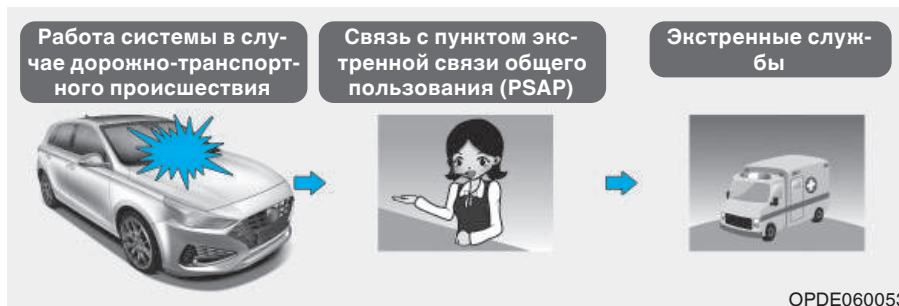 Работа системы в слу-
чае дорожно-транспорт-
ного происшествия
Связь с пунктом экс-
тренной связи общего
пользования (PSAP)
Экстренные служ-
бы
OPDE060053